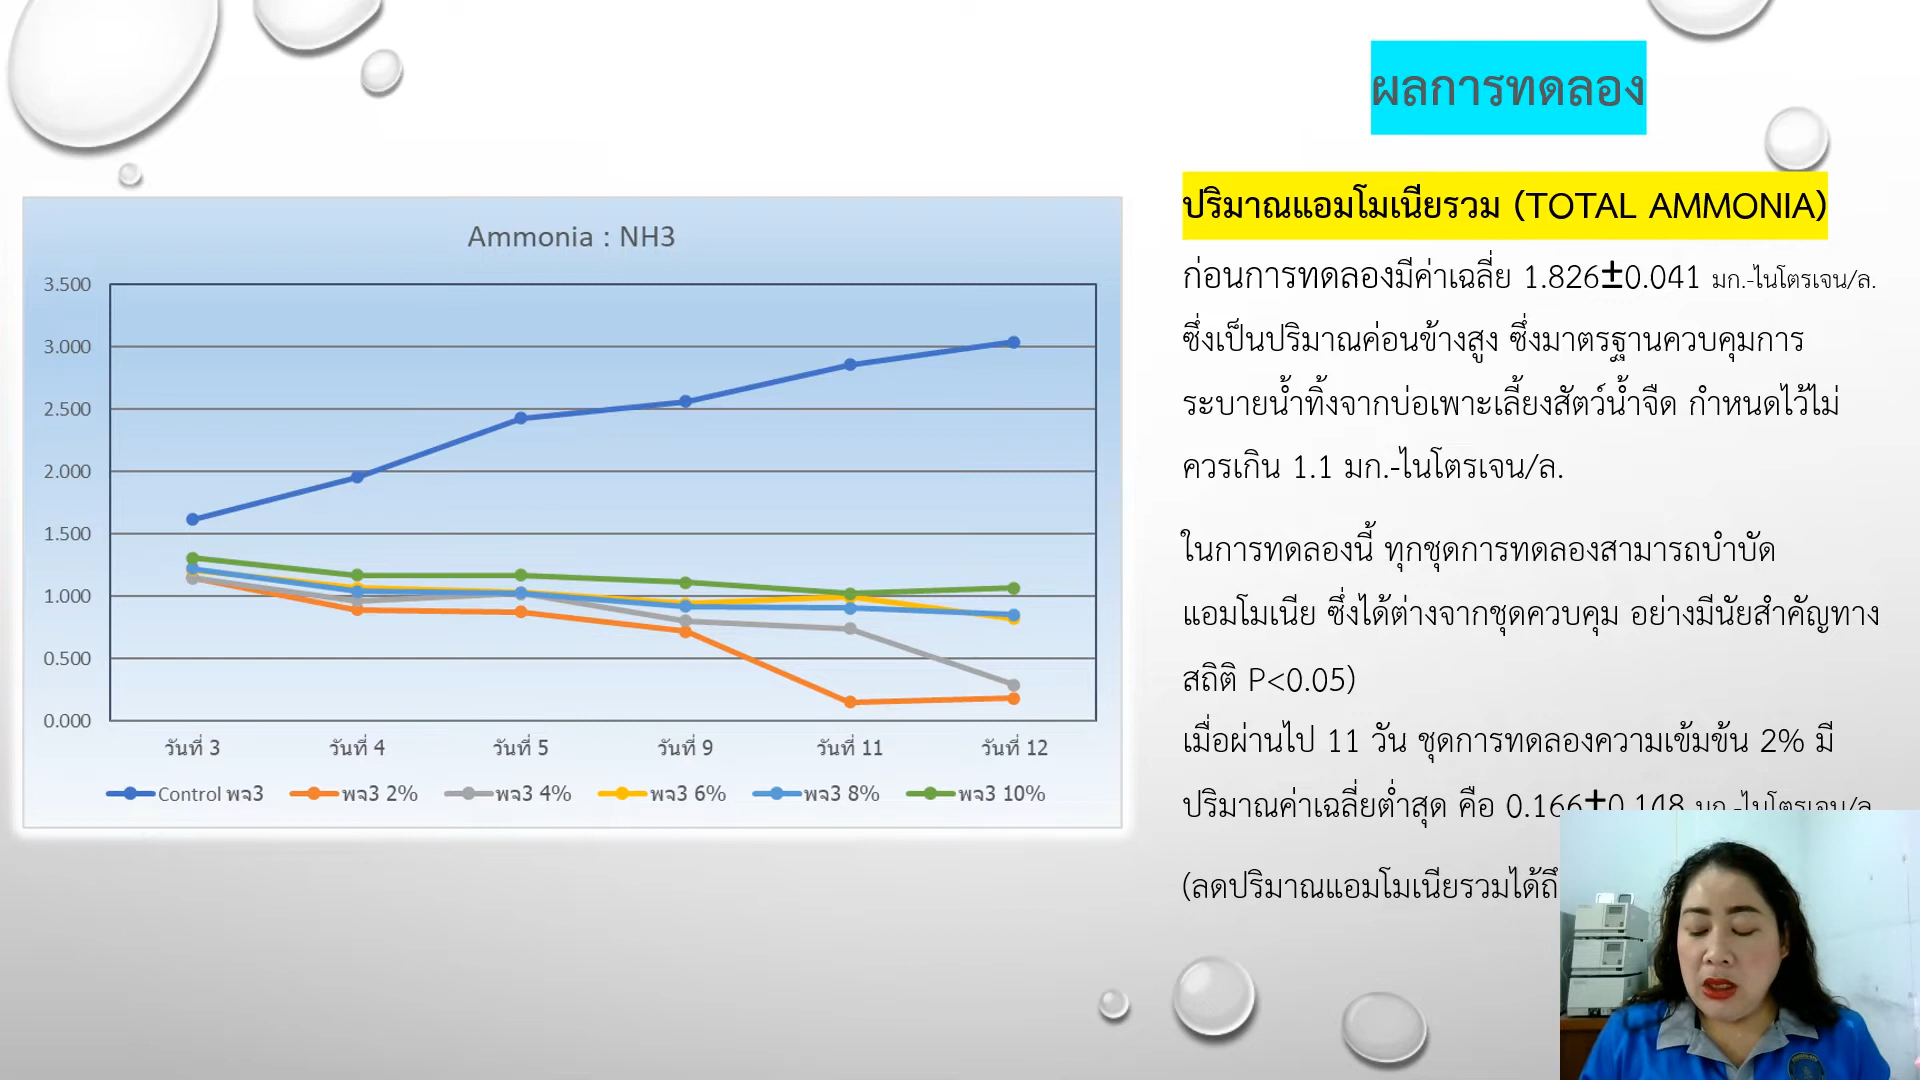 ผลการทดลอง
Ammonia : NH3
3.500
3.000
2.500
2.000
1.500
1.000
0.500
0.000
วันที่ 3 วันที่ 4 วันที่ 5 วันที่ 9 วันที่ 11 วันที่ 12
Control พจ3 พจ3 2% พจ3 4% พจ3 6% พจ3 8% พจ3 10%
ปริมาณแอมโมเนียรวม (TOTAL AMMONIA)
ก่อนการทดลองมีค่าเฉลี่ย 1.826±0.041 มก.-ไนโตรเจน/ล.
ซึ่งเป็นปริมาณค่อนข้างสูง ซึ่งมาตรฐานควบคุมการ
ระบายน้ำทิ้งจากบ่อเพาะเลี้ยงสัตว์น้ำจืด กำหนดไว้ไม่
ควรเกิน 1.1 มก.-ไนโตรเจน/ล.
ในการทดลองนี้ ทุกชุดการทดลองสามารถบำบัด
แอมโมเนีย ซึ่งได้ต่างจากชุดควบคุม อย่างมีนัยสำคัญทาง
สถิติ P<0.05)
เมื่อผ่านไป 11 วัน ชุดการทดลองความเข้มข้น 2% มี
ปริมาณค่าเฉลี่ยต่ำสุด คือ 0.166±0.148 มก.-ไนโตรเจน/ล
(ลดปริมาณแอมโมเนียรวมได้ถึ